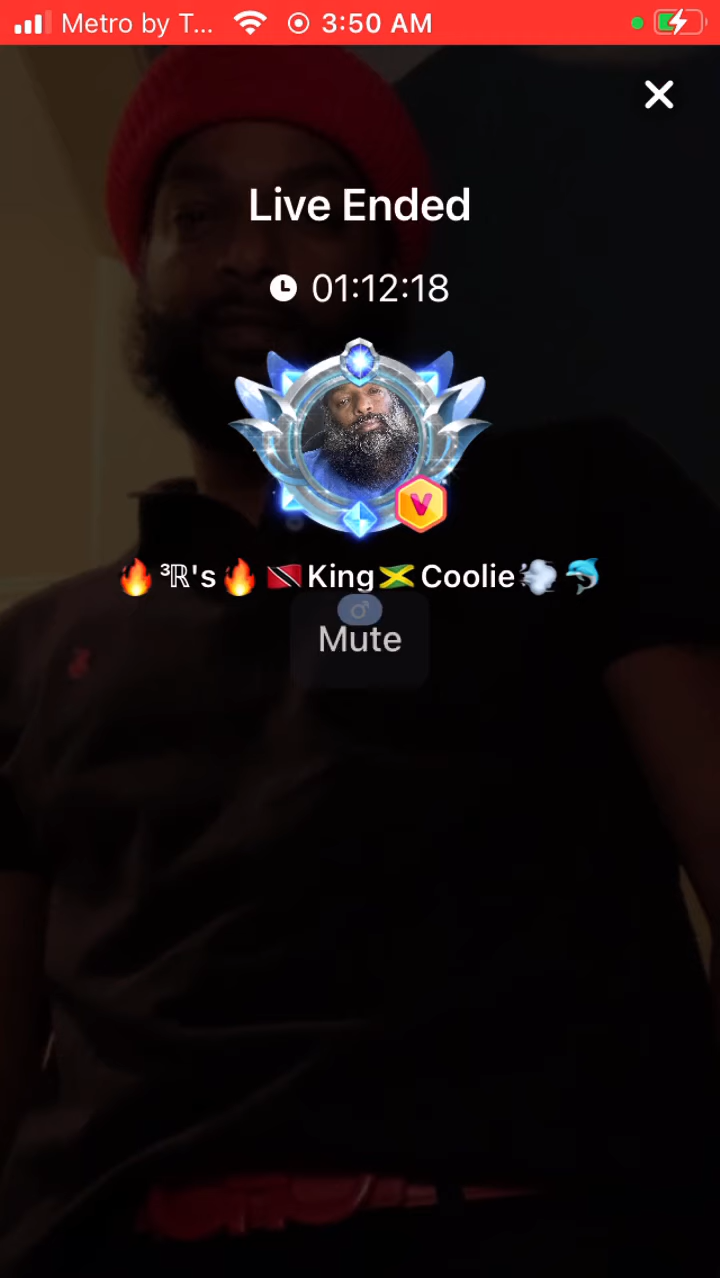 Metro by T... 3:50 AM
Live Ended
01:12:18
🔥³ℝ's🔥🇹🇹King🇯🇲Coolie💨🐬
Mute